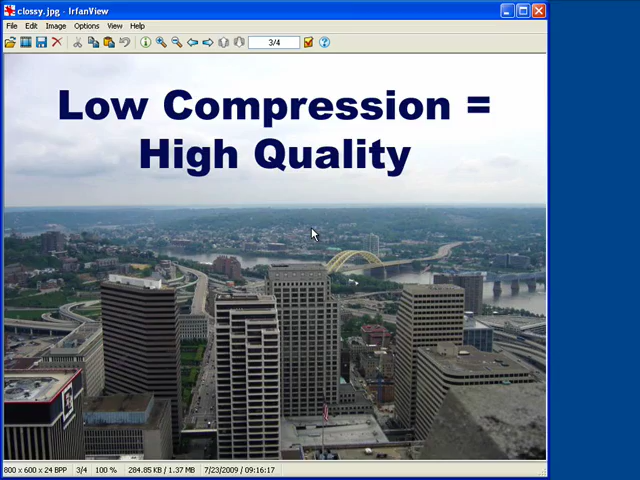 clossy.jpg - IrfanView
File Edit Image Options View Help
3/4
Low Compression =
High Quality
800 x 600 x 24 BPP 3/4 100 % 284.85 KB / 1.37 MB 7/23/2009 / 09:16:17